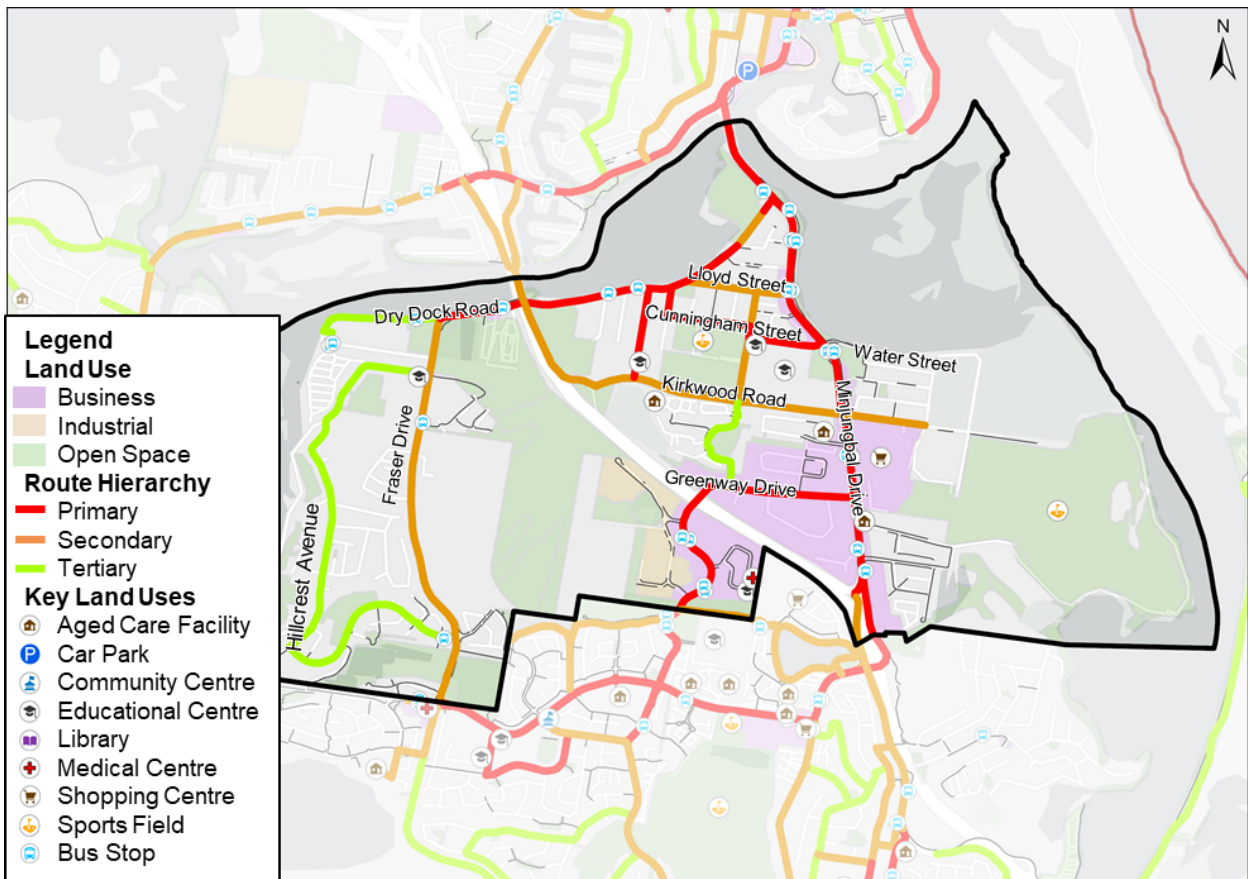 N
P
Lloyd Street
Dry Dock Road
Cunningham Street
Water Street
Kirkwood Road
Minjungbal Drive
Fraser Drive
Greenway Drive
Hillcrest Avenue
Legend
Land Use
Business
Industrial
Open Space
Route Hierarchy
Primary
Secondary
Tertiary
Key Land Uses
Aged Care Facility
P Car Park
Community Centre
Educational Centre
Library
Medical Centre
Shopping Centre
Sports Field
Bus Stop